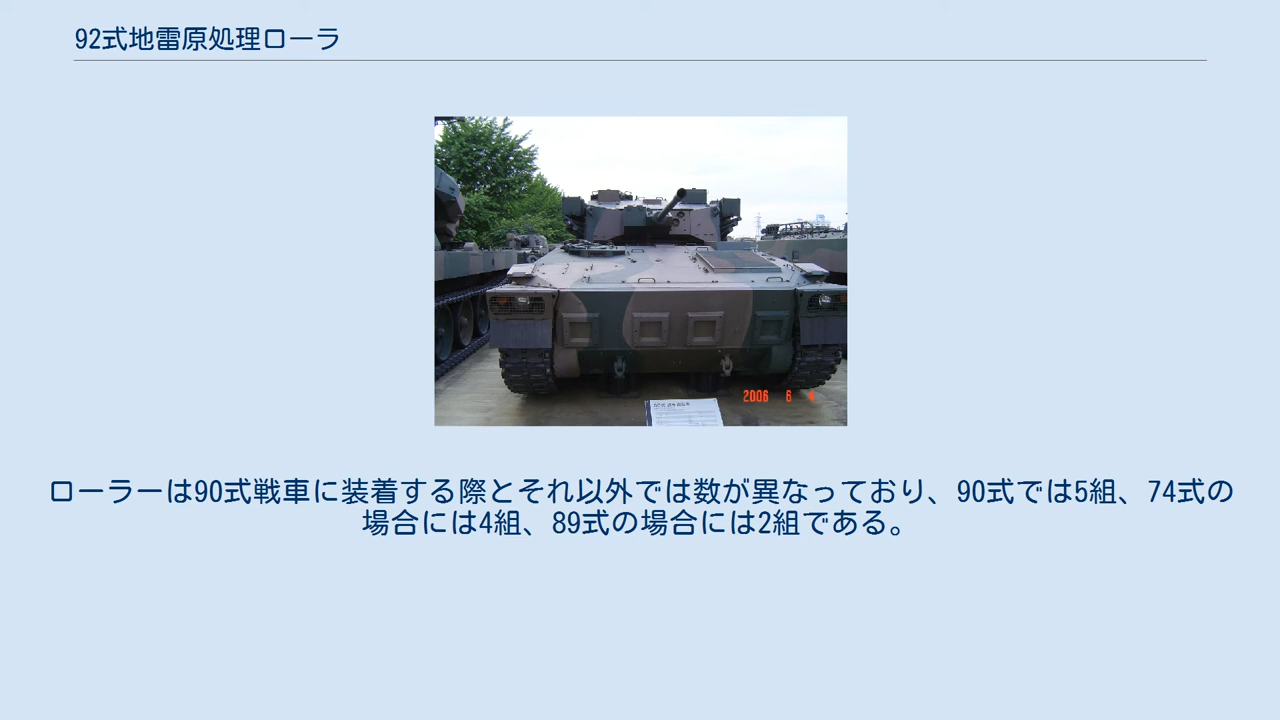 92式地雷原処理ローラ
2006 6 4
ローラーは90式戦車に装着する際とそれ以外では数が異なっており、90式では5組、74式の
場合には4組、89式の場合には2組である。